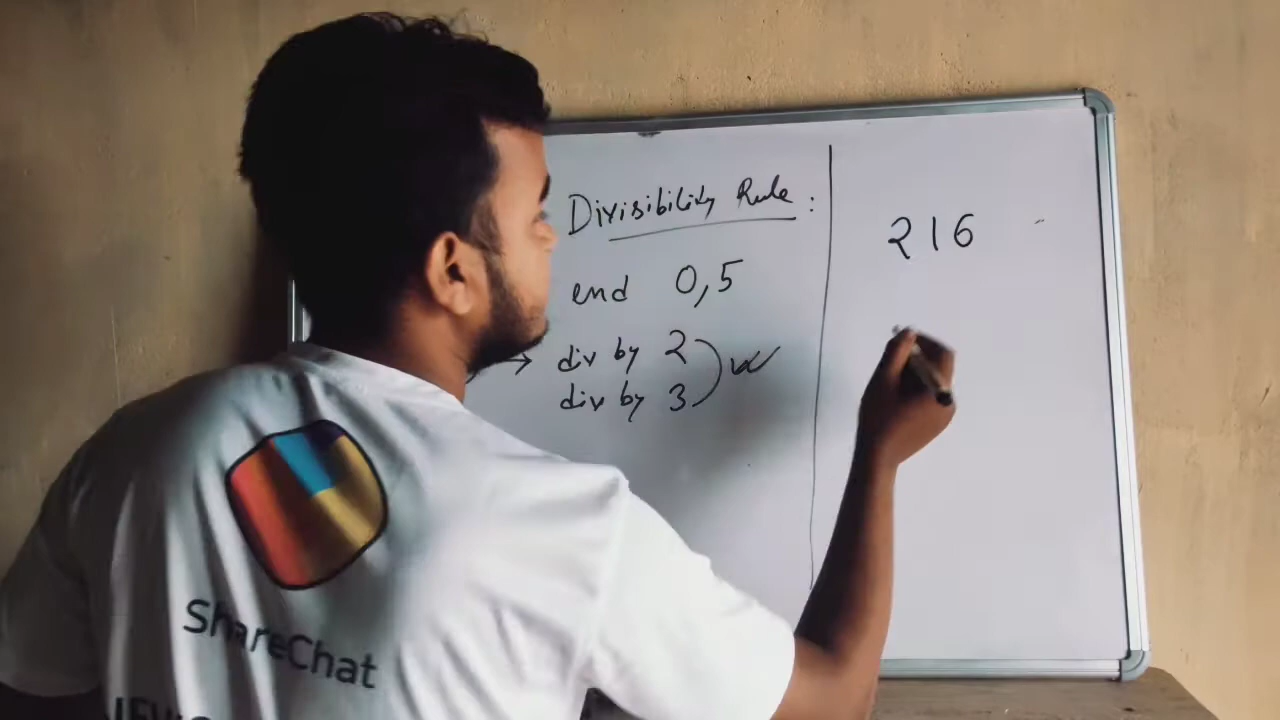 Divisibility Rule :
end 0,5
→ div by 2
div by 3
216
ShareChat